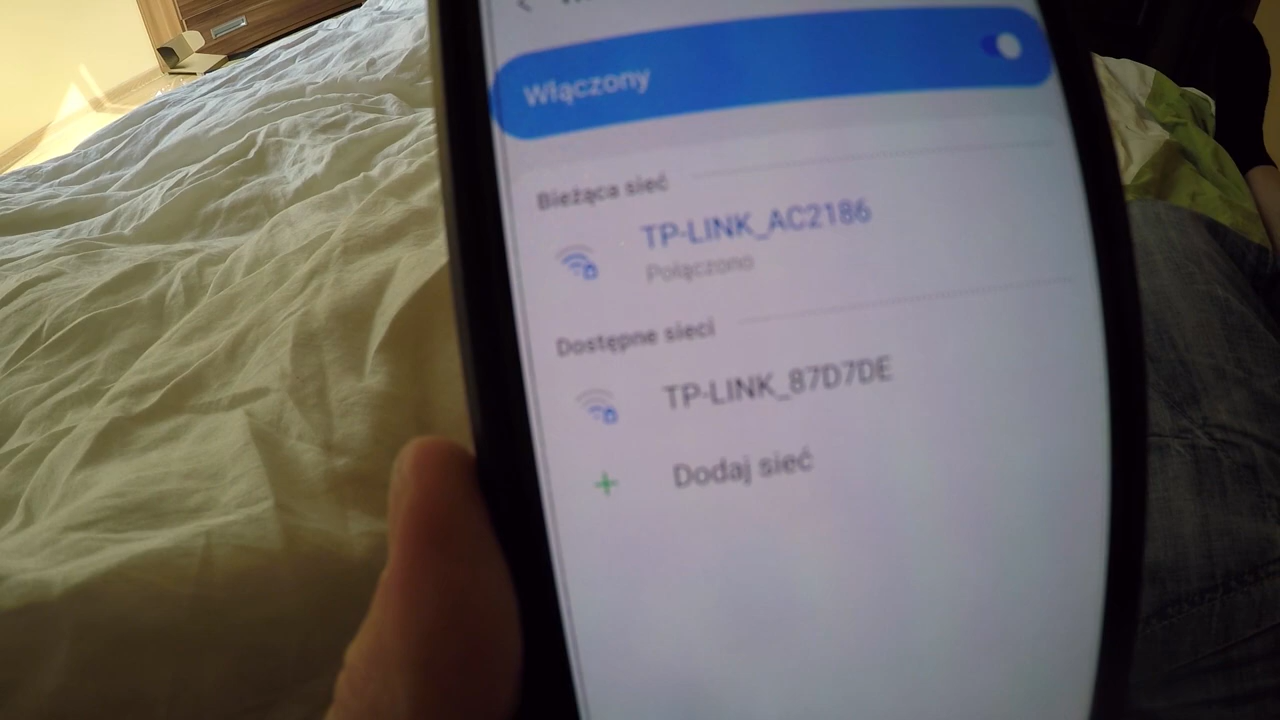 Włączony
Bieżąca sieć
TP-LINK_AC2186
Połączono
Dostępne sieci
TP-LINK_87D7DE
Dodaj sieć